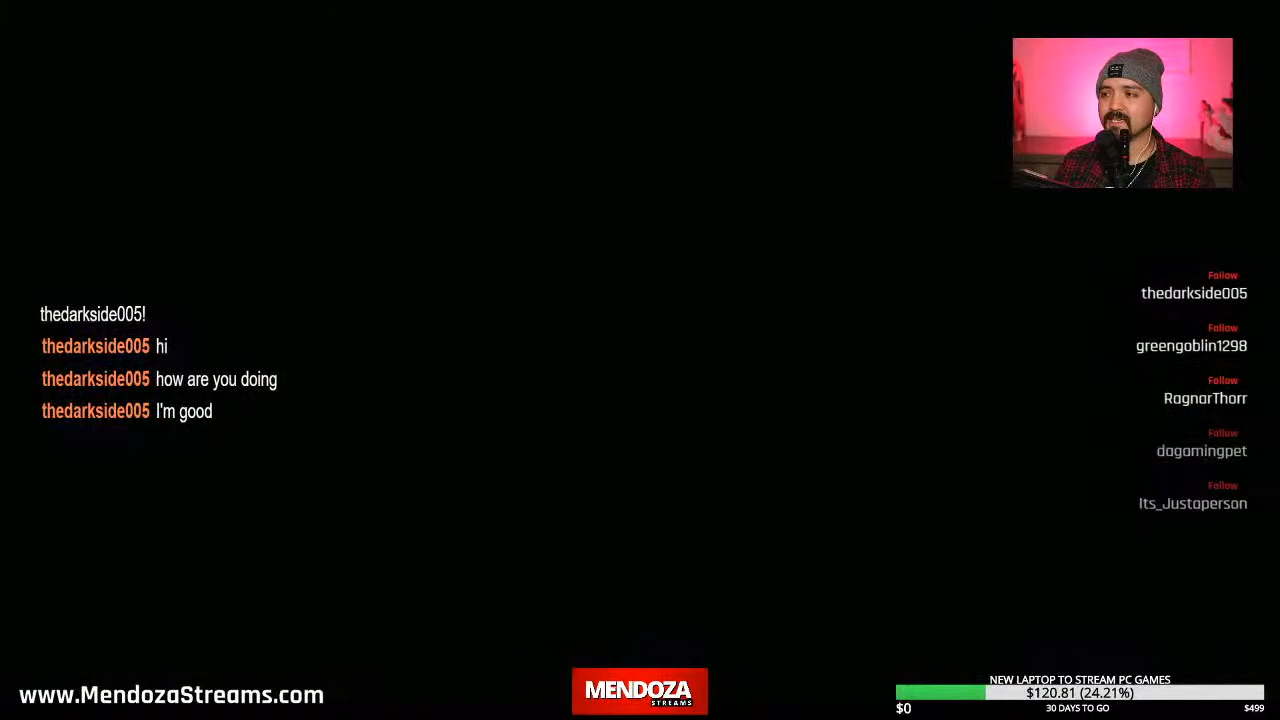 thedarkside005!
thedarkside005 hi
thedarkside005 how are you doing
thedarkside005 I'm good
Follow
thedarkside005
Follow
greengoblin1298
Follow
RagnarThorr
Follow
dagamingpet
Follow
Its_Justaperson
www.MendozaStreams.com
MENDOZA
STREAMS
NEW LAPTOP TO STREAM PC GAMES
$120.81 (24.21%)
$0 30 DAYS TO GO $499